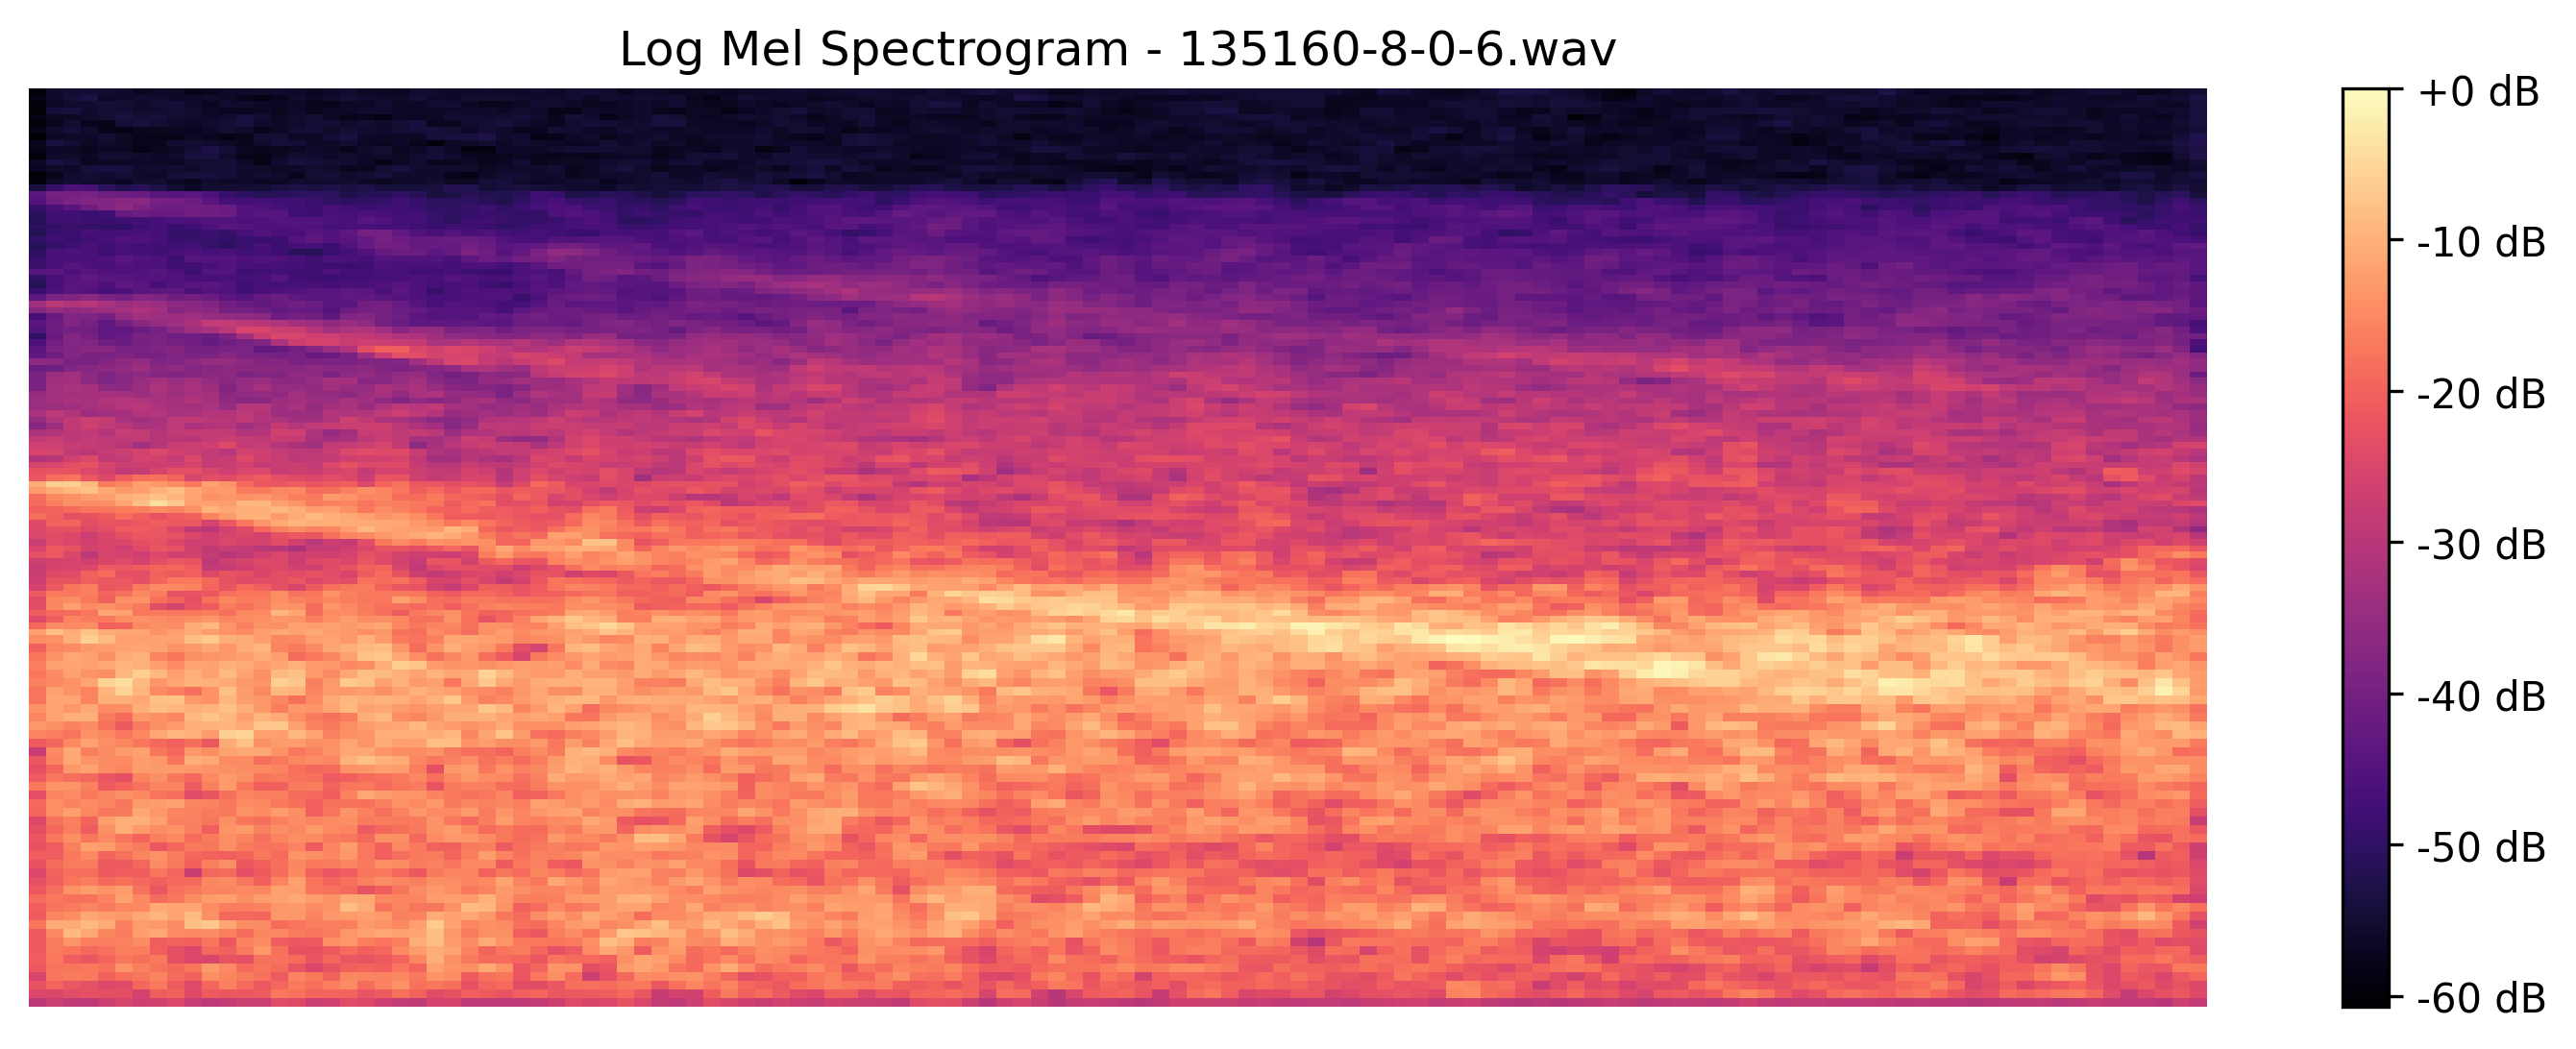 Log Mel Spectrogram - 135160-8-0-6.wav
+0 dB
-10 dB
-20 dB
-30 dB
-40 dB
-50 dB
-60 dB